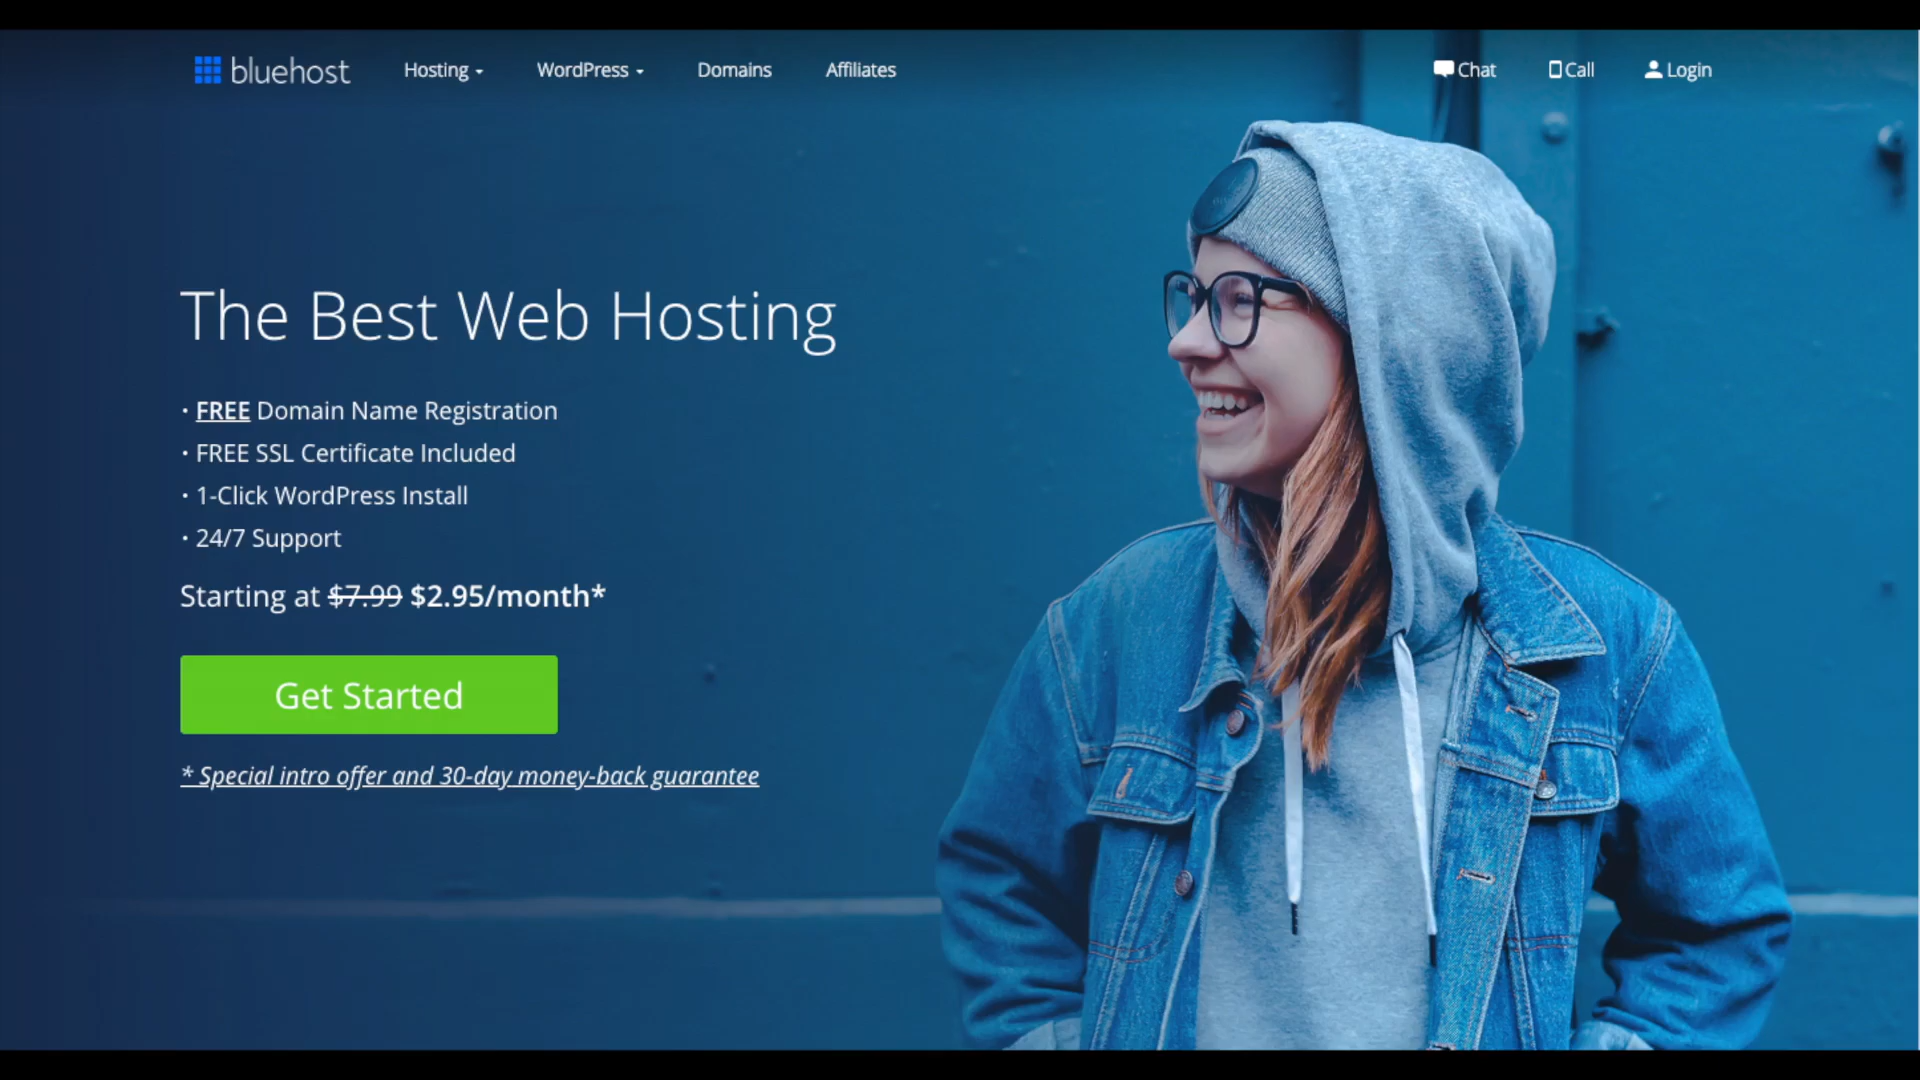 bluehost
Hosting
WordPress
Domains
Affiliates
Chat
Call
Login
The Best Web Hosting
· FREE Domain Name Registration
· FREE SSL Certificate Included
· 1-Click WordPress Install
· 24/7 Support
Starting at $7.99 $2.95/month*
Get Started
* Special intro offer and 30-day money-back guarantee